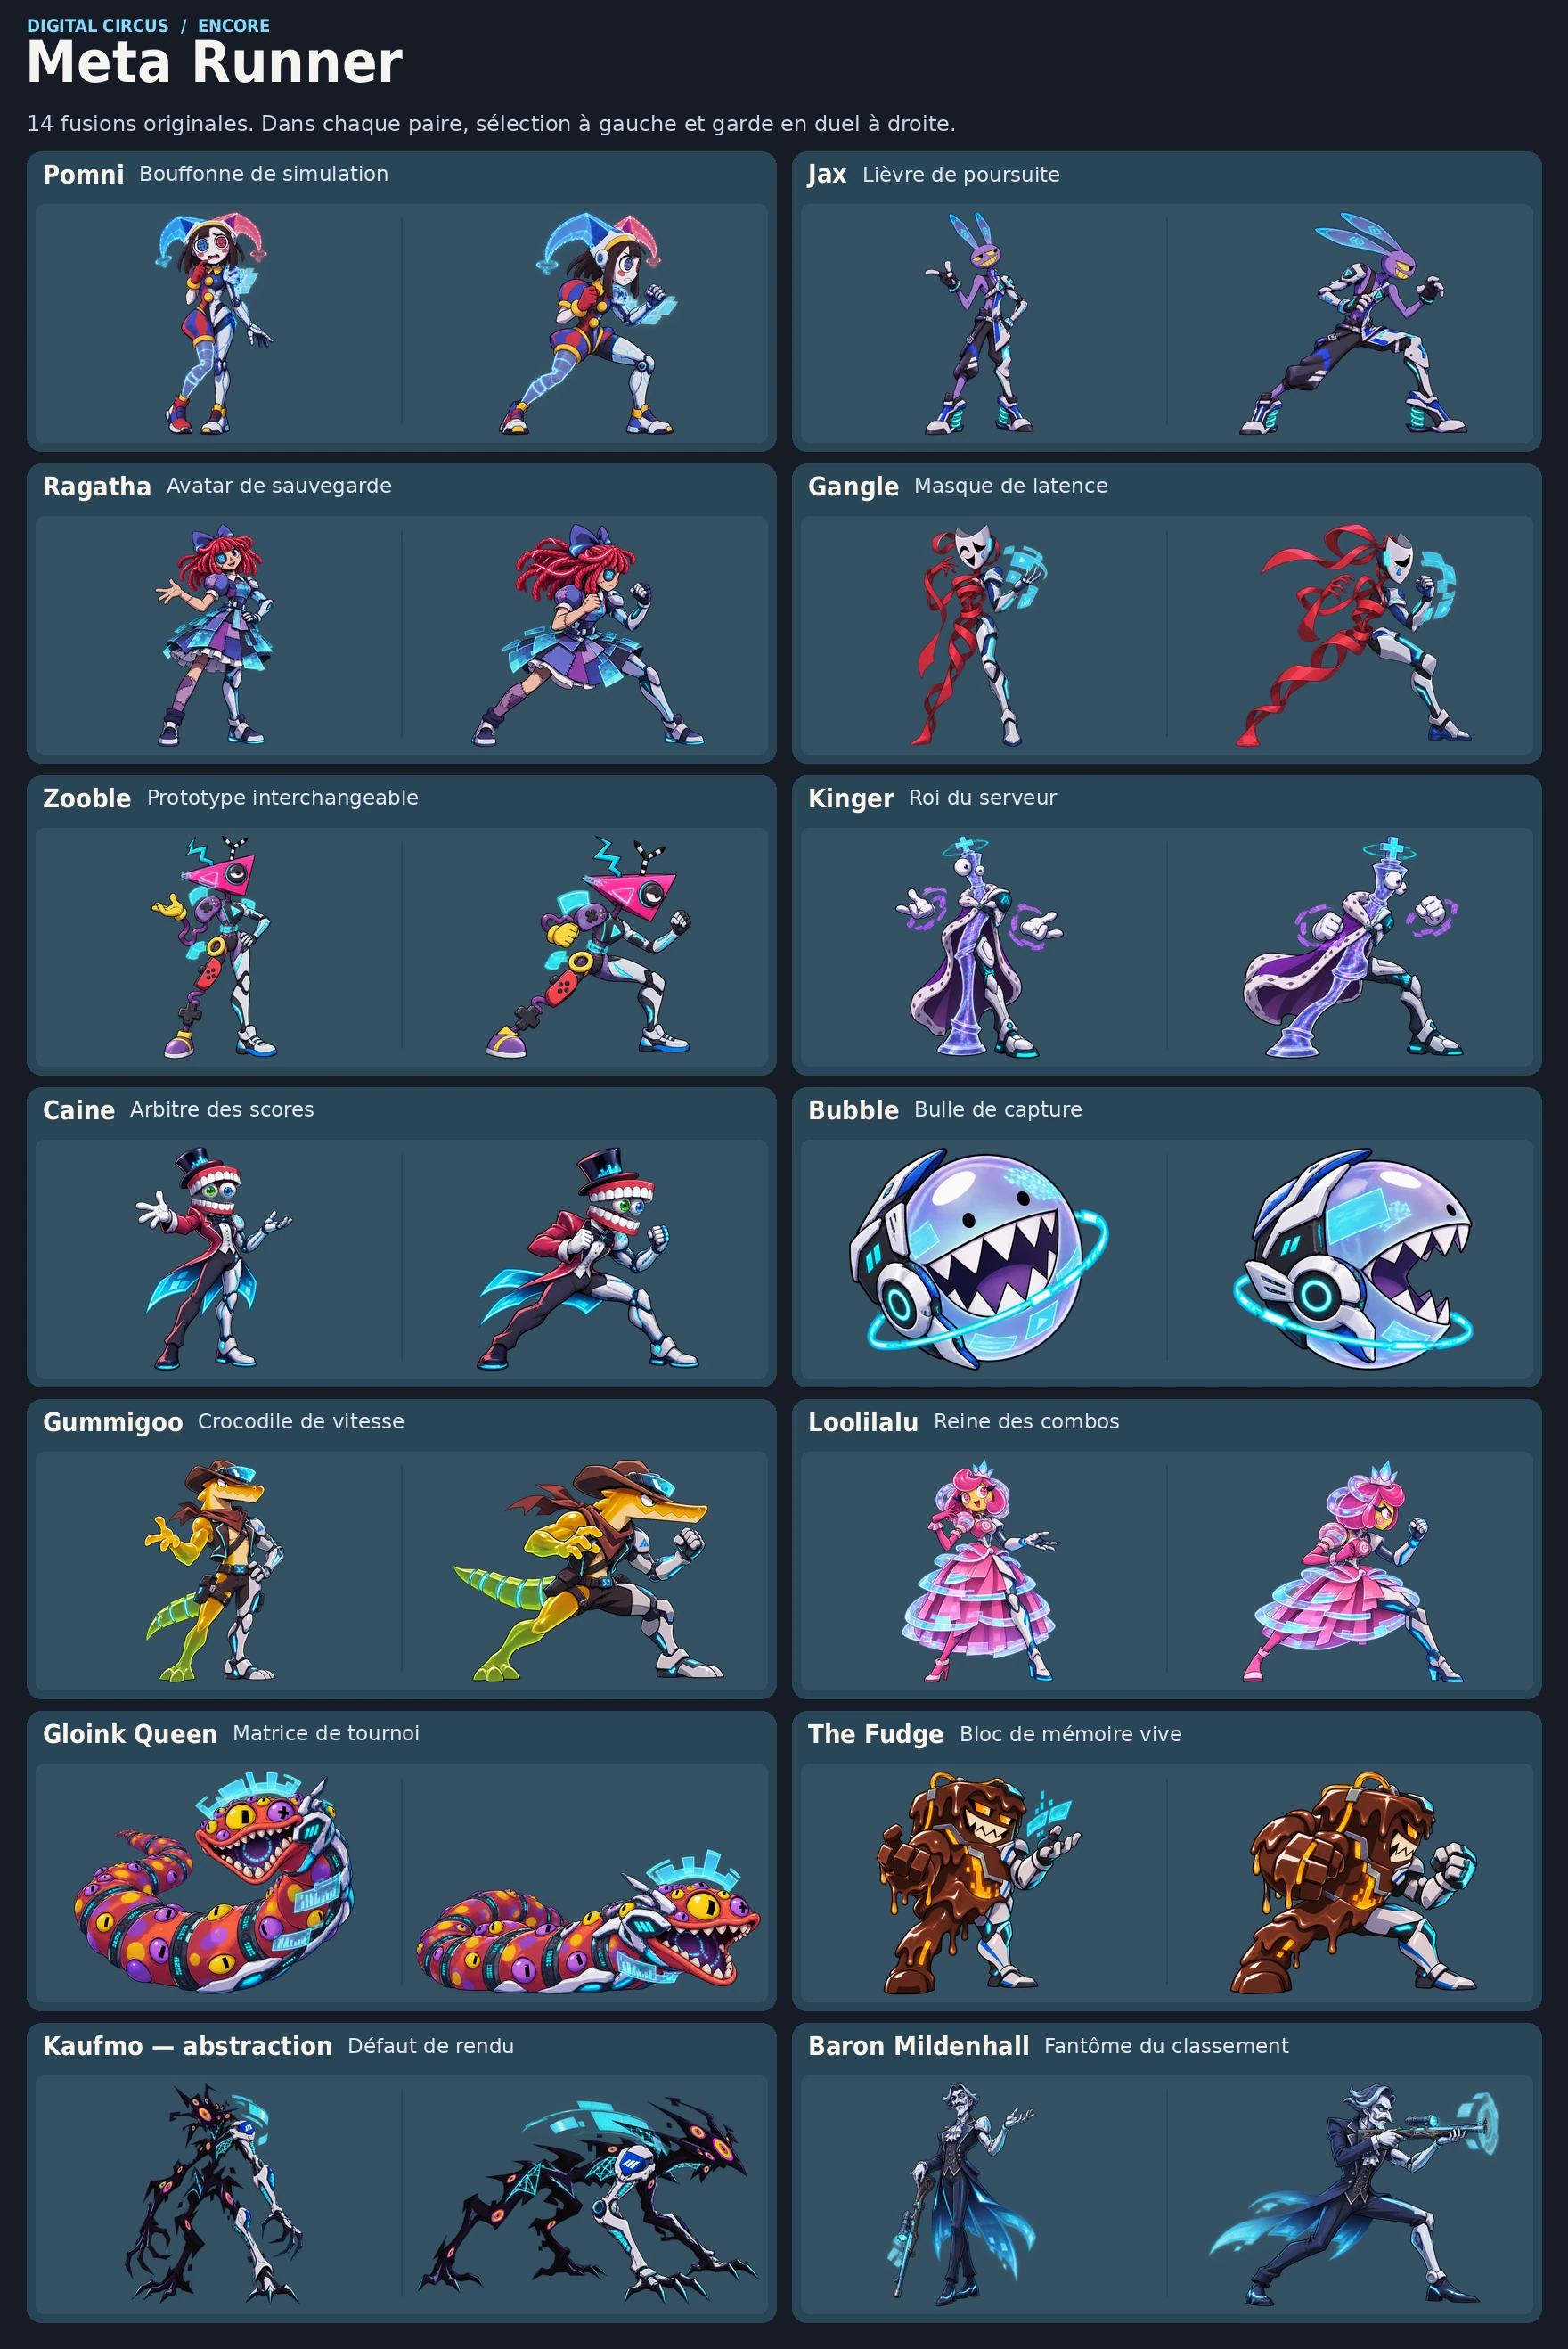 DIGITAL CIRCUS / ENCORE
Meta Runner
14 fusions originales. Dans chaque paire, sélection à gauche et garde en duel à droite.
Pomni Bouffonne de simulation
Jax Lièvre de poursuite
Ragatha Avatar de sauvegarde
Gangle Masque de latence
Zooble Prototype interchangeable
Kinger Roi du serveur
Caine Arbitre des scores
Bubble Bulle de capture
Gummigoo Crocodile de vitesse
Loolilalu Reine des combos
Gloink Queen Matrice de tournoi
The Fudge Bloc de mémoire vive
Kaufmo — abstraction Défaut de rendu
Baron Mildenhall Fantôme du classement